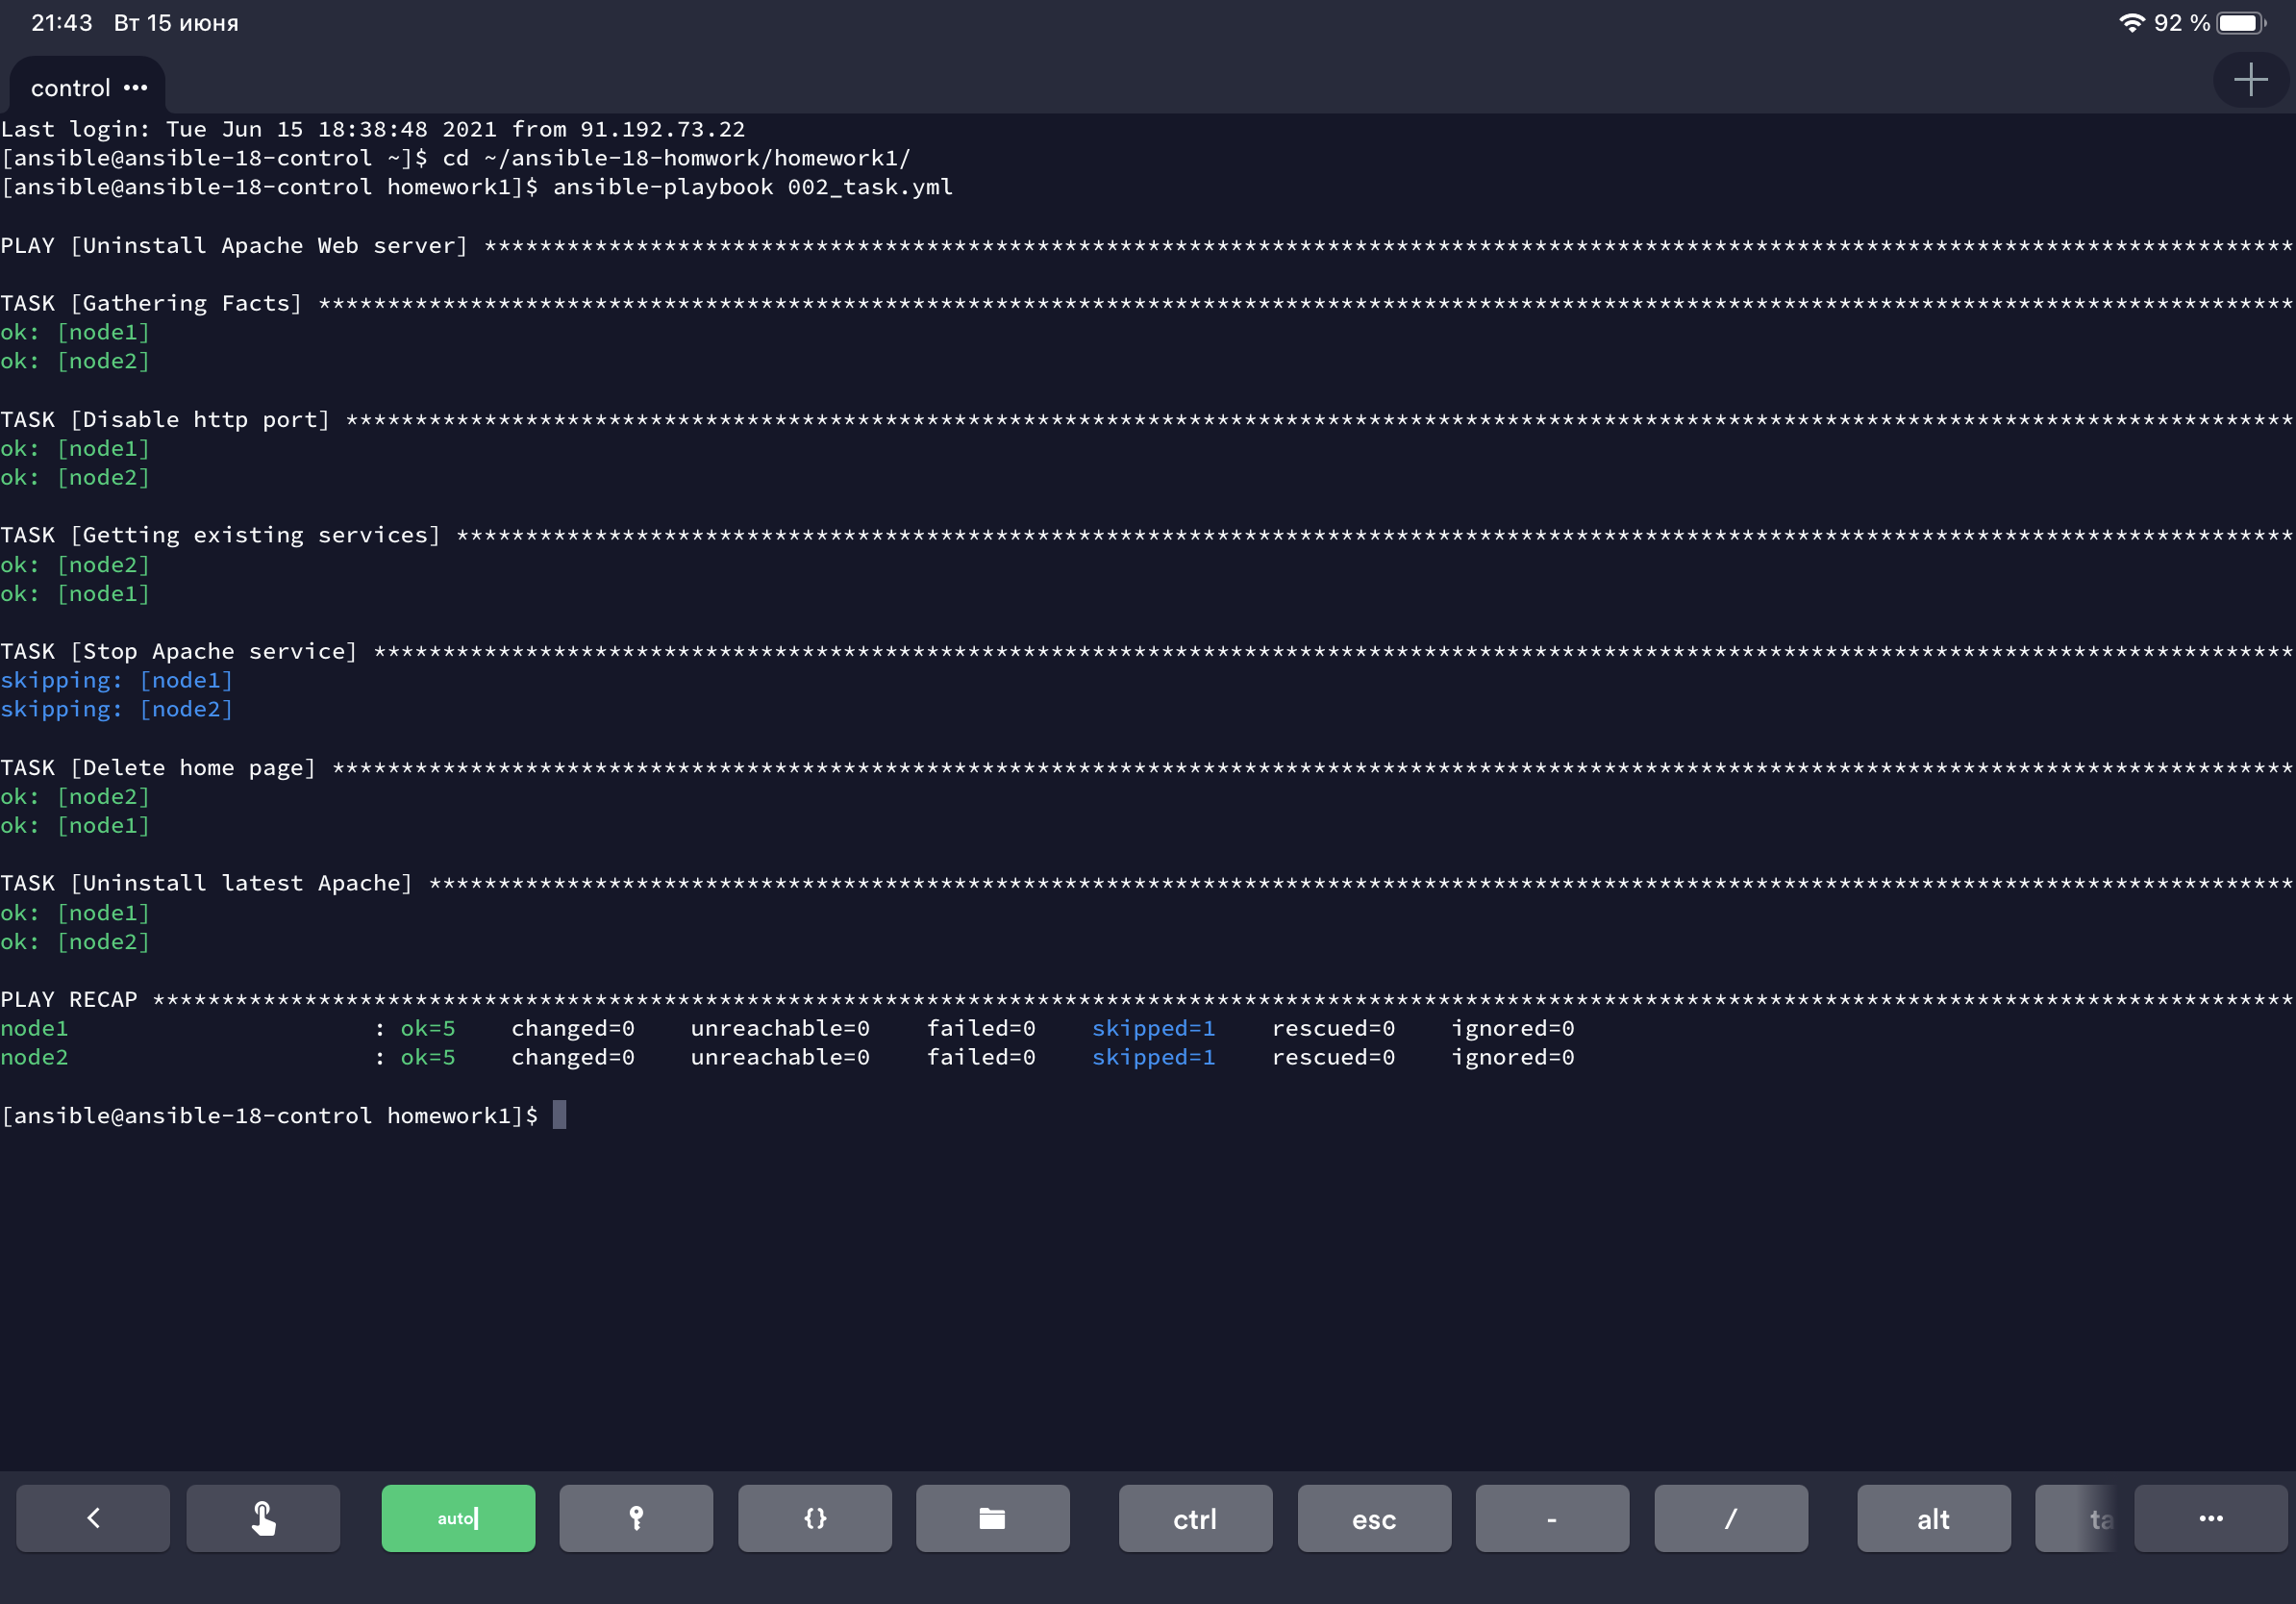 21:43 Вт 15 июня 92 %
control •••
Last login: Tue Jun 15 18:38:48 2021 from 91.192.73.22
[ansible@ansible-18-control ~]$ cd ~/ansible-18-homwork/homework1/
[ansible@ansible-18-control homework1]$ ansible-playbook 002_task.yml
PLAY [Uninstall Apache Web server] ***********************************************************************************************************************************
TASK [Gathering Facts] ***********************************************************************************************************************************************
ok: [node1]
ok: [node2]
TASK [Disable http port] *********************************************************************************************************************************************
ok: [node1]
ok: [node2]
TASK [Getting existing services] *************************************************************************************************************************************
ok: [node2]
ok: [node1]
TASK [Stop Apache service] *******************************************************************************************************************************************
skipping: [node1]
skipping: [node2]
TASK [Delete home page] **********************************************************************************************************************************************
ok: [node2]
ok: [node1]
TASK [Uninstall latest Apache] ***************************************************************************************************************************************
ok: [node1]
ok: [node2]
PLAY RECAP ***********************************************************************************************************************************************************
node1 : ok=5 changed=0 unreachable=0 failed=0 skipped=1 rescued=0 ignored=0
node2 : ok=5 changed=0 unreachable=0 failed=0 skipped=1 rescued=0 ignored=0
[ansible@ansible-18-control homework1]$
auto {} ctrl esc - / alt ta •••